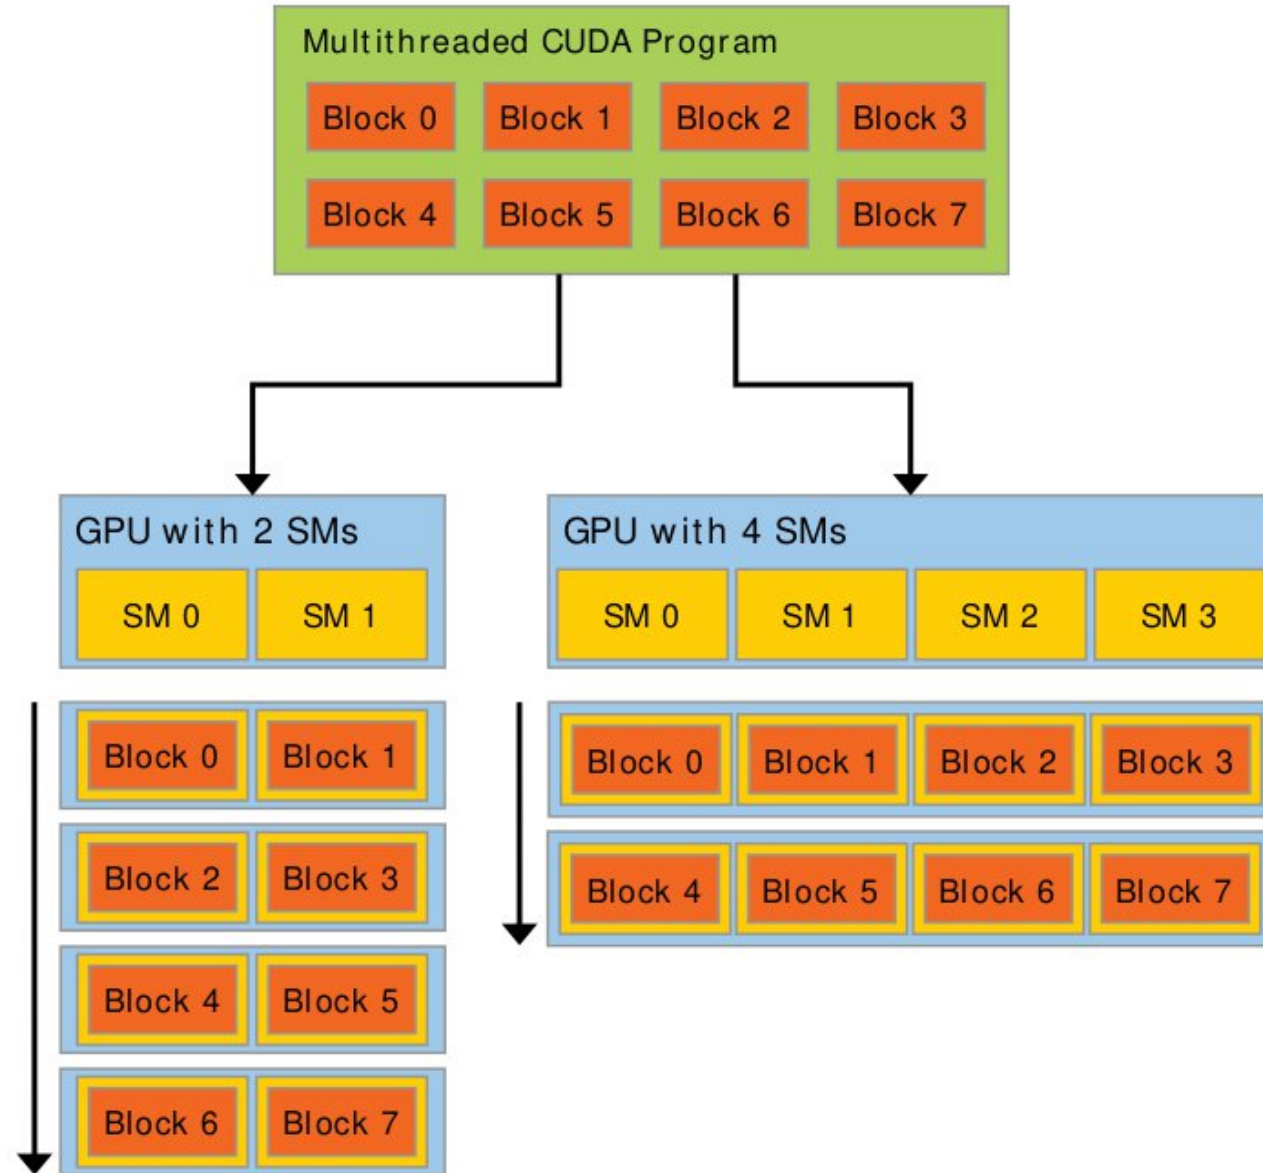 Multithreaded CUDA Program
Block 0 Block 1 Block 2 Block 3
Block 4 Block 5 Block 6 Block 7
GPU with 2 SMs
SM 0 SM 1
Block 0 Block 1
Block 2 Block 3
Block 4 Block 5
Block 6 Block 7
GPU with 4 SMs
SM 0 SM 1 SM 2 SM 3
Block 0 Block 1 Block 2 Block 3
Block 4 Block 5 Block 6 Block 7